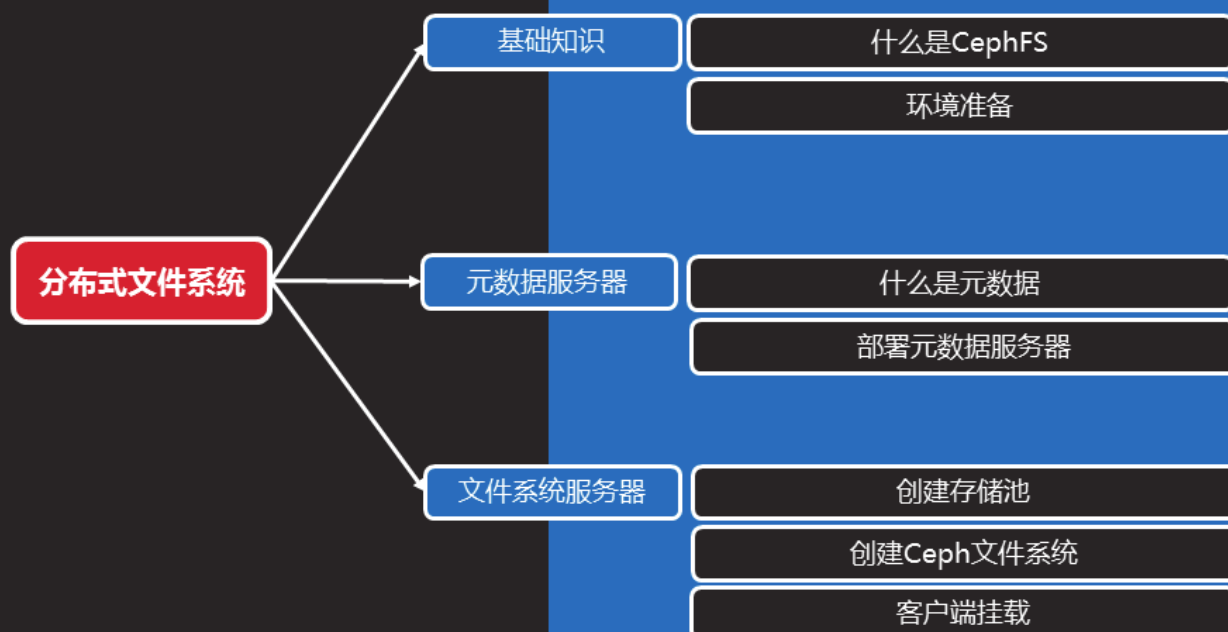 基础知识
什么是CephFS
环境准备
分布式文件系统
元数据服务器
什么是元数据
部署元数据服务器
文件系统服务器
创建存储池
创建Ceph文件系统
客户端挂载